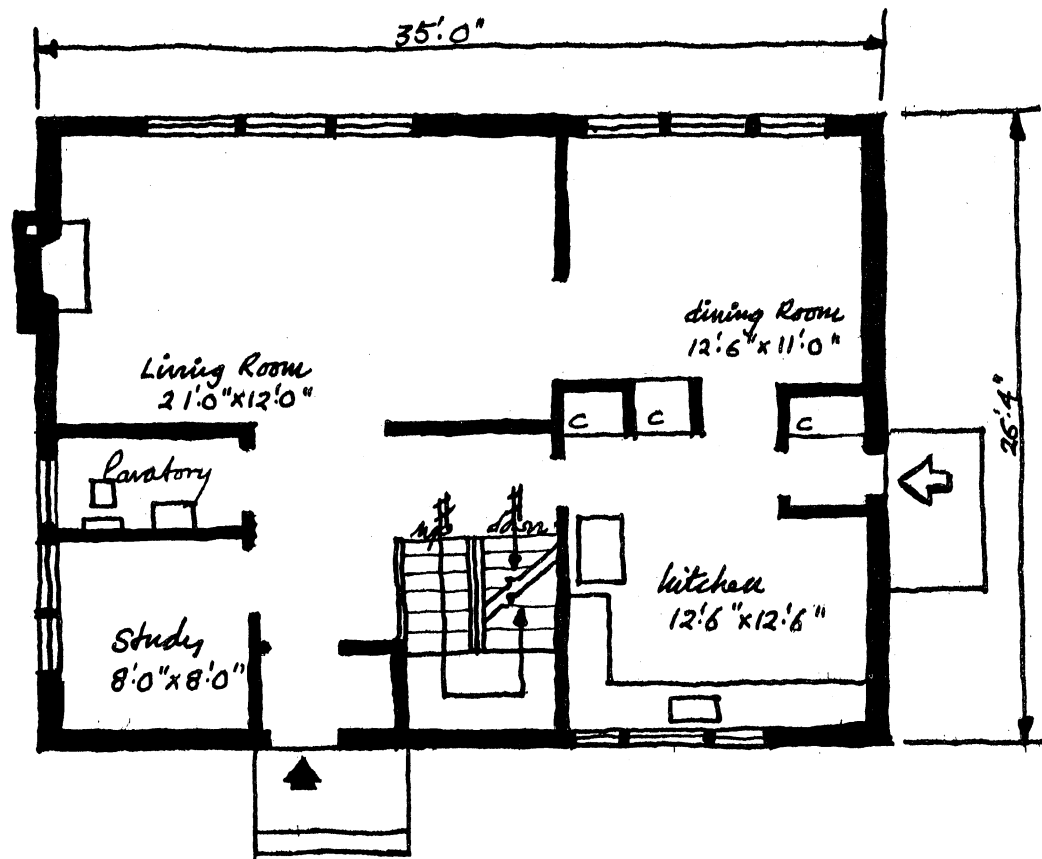 35'.0"
dining Room
12'.6"x11'.0"
Living Room
21'.0"x12'.0"
26'.4"
C
C
C
Lavatory
up
down
kitchen
12'.6"x12'.6"
Study
8'.0"x8'.0"